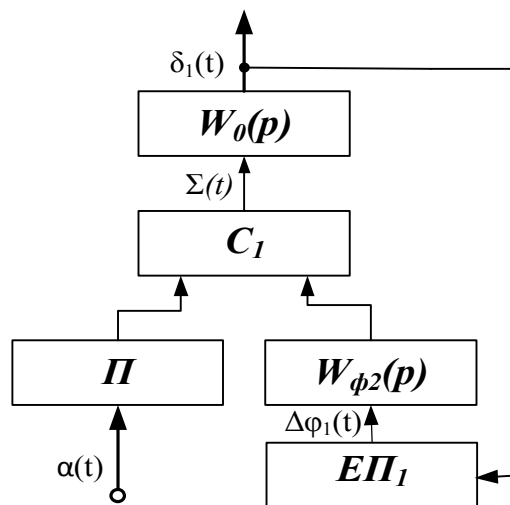 δ₁(t)
W₀(p)
Σ(t)
C₁
П
W_ф2(p)
Δφ₁(t)
α(t)
ЕП₁